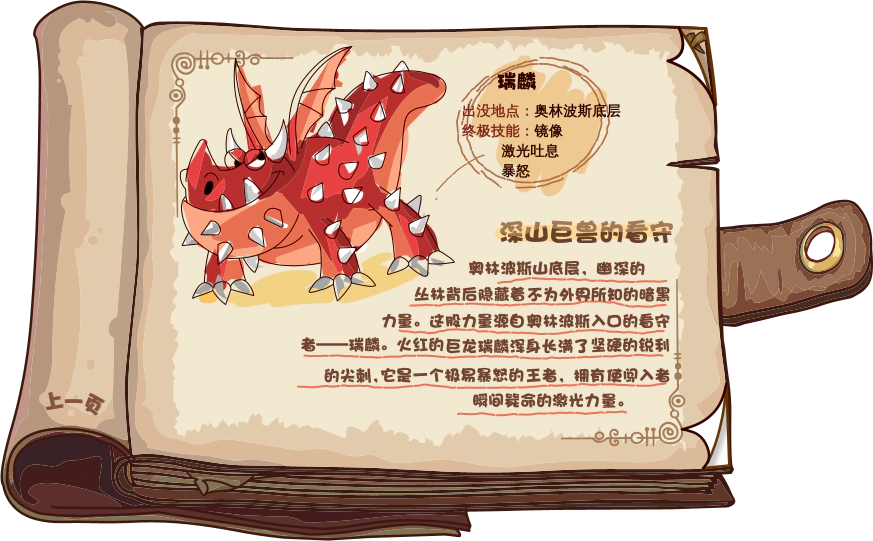 瑞麟
出没地点：奥林波斯底层
终极技能：镜像
激光吐息
暴怒
深山巨兽的看守
奥林波斯山底层，幽深的
丛林背后隐藏着不为外界所知的暗黑
力量。这股力量源自奥林波斯入口的看守
者——瑞麟。火红的巨龙瑞麟浑身长满了坚硬的锐利
的尖刺,它是一个极易暴怒的王者，拥有使闯入者
瞬间毙命的激光力量。
上一页